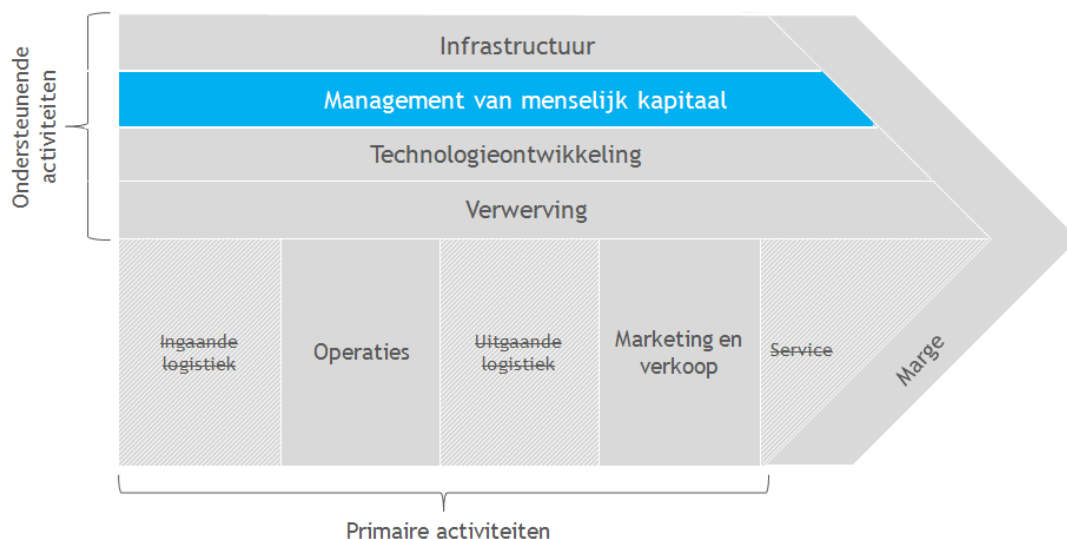 Ondersteunende
activiteiten
Infrastructuur
Management van menselijk kapitaal
Technologieontwikkeling
Verwerving
Ingaande
logistiek
Operaties
Uitgaande
logistiek
Marketing en
verkoop
Service
Marge
Primaire activiteiten